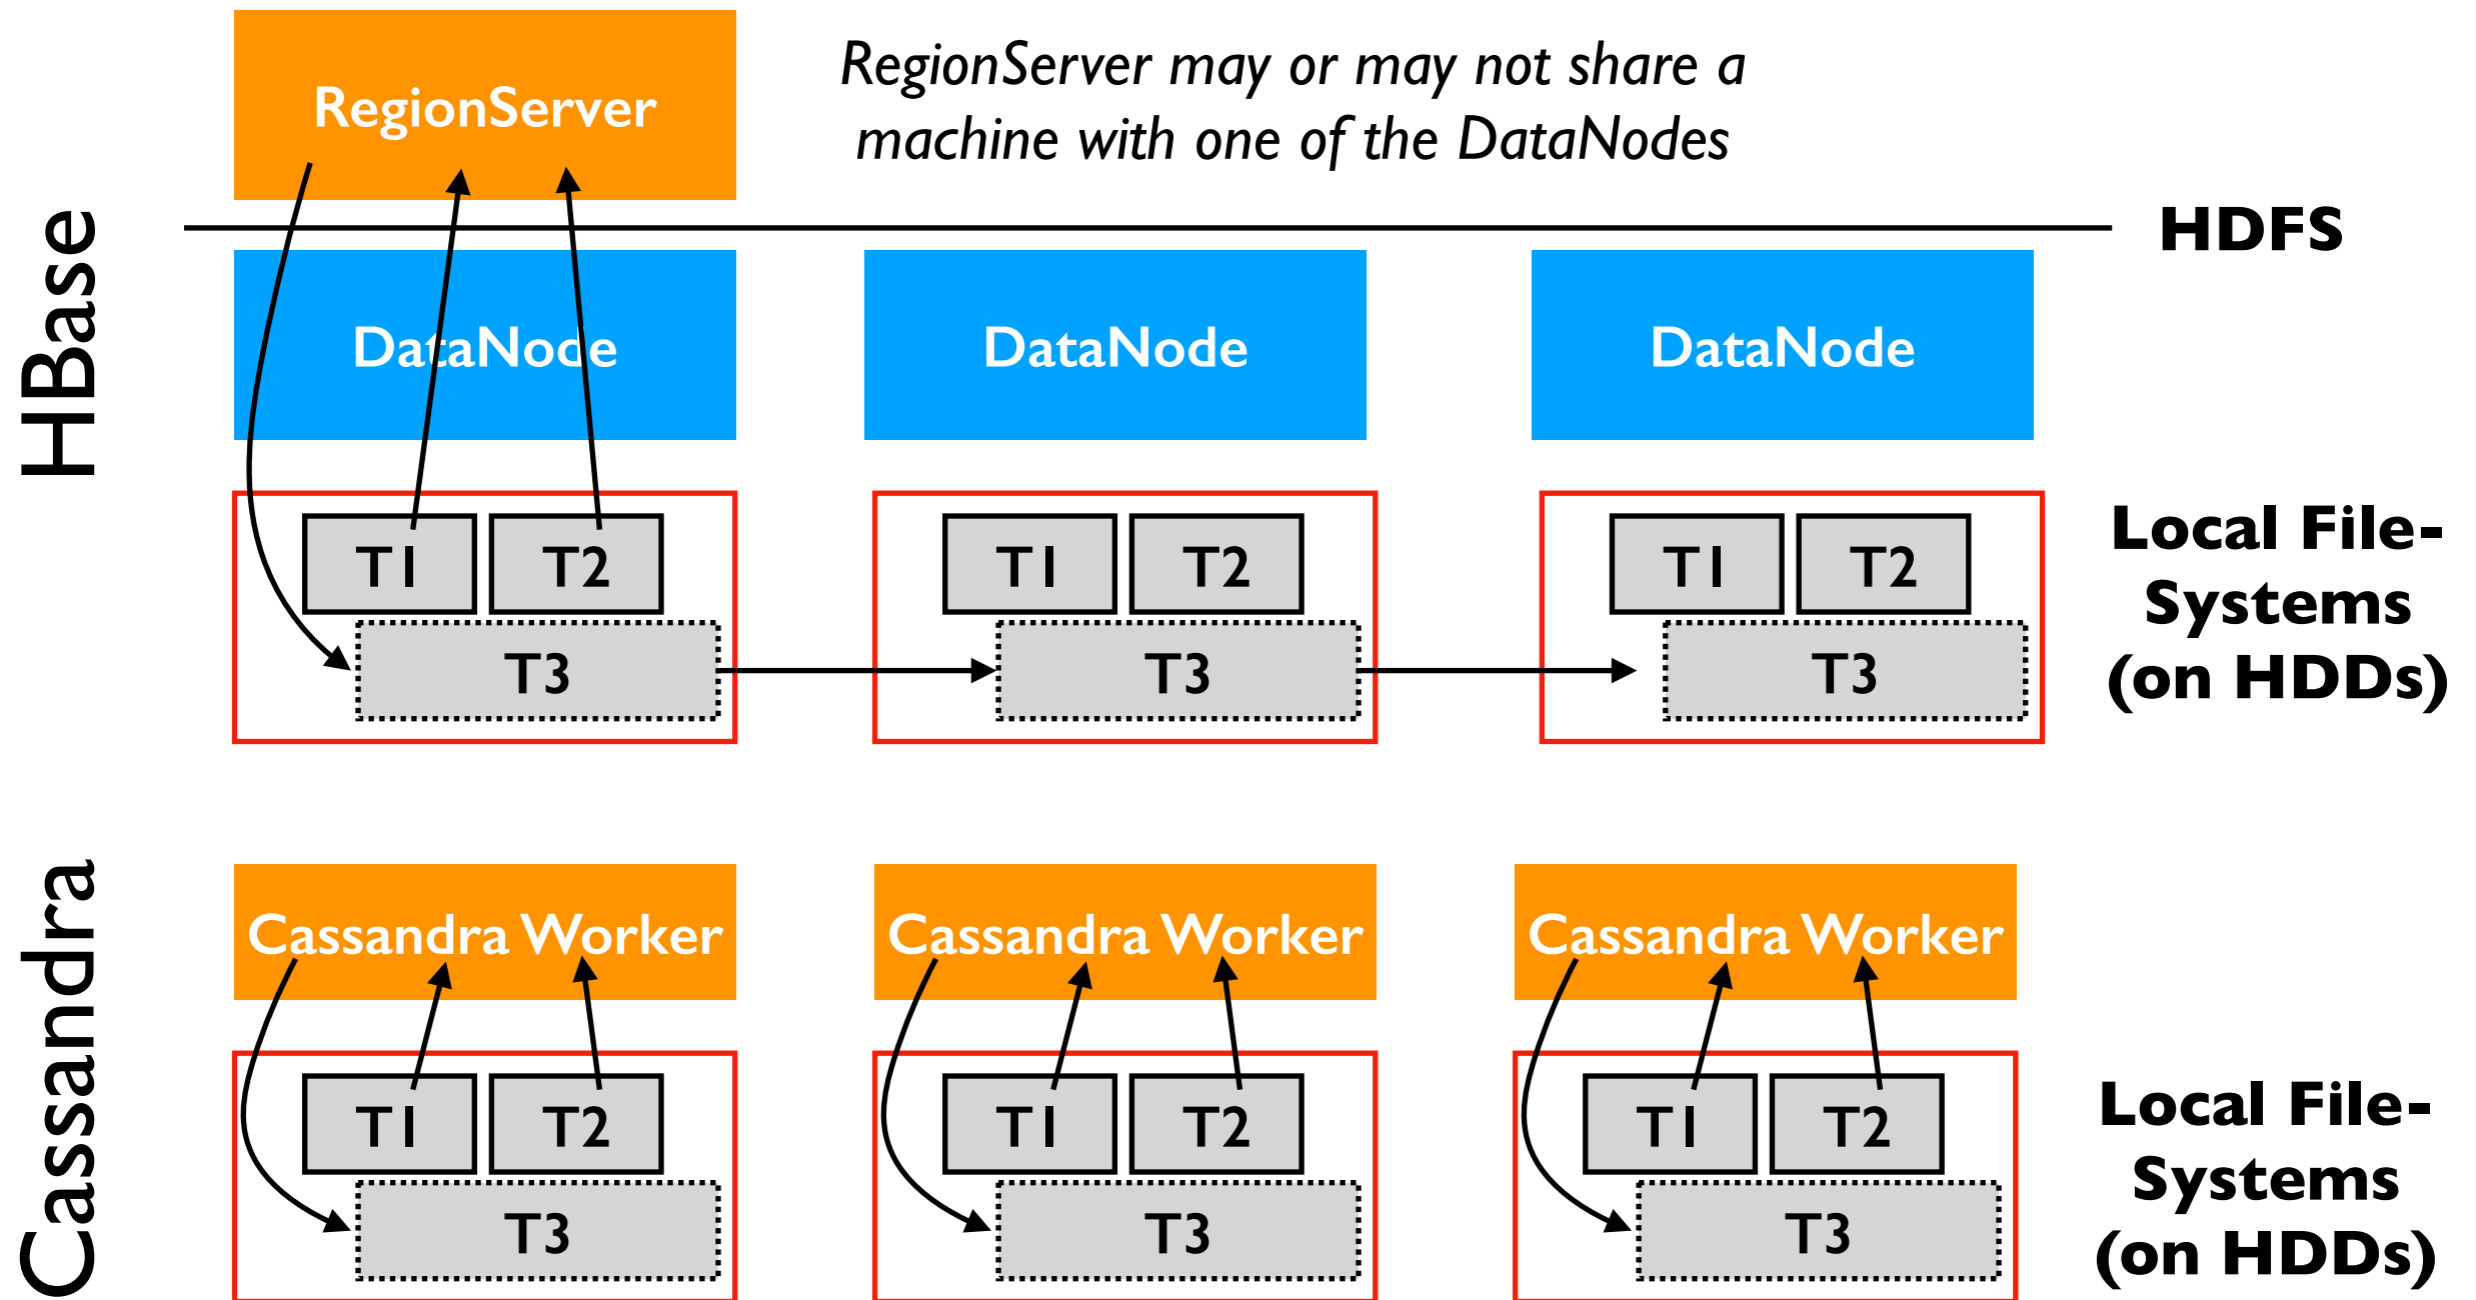 HBase
RegionServer
RegionServer may or may not share a
machine with one of the DataNodes
HDFS
DataNode
DataNode
DataNode
T1
T2
T3
T1
T2
T3
T1
T2
T3
Local File-
Systems
(on HDDs)
Cassandra
Cassandra Worker
Cassandra Worker
Cassandra Worker
T1
T2
T3
T1
T2
T3
T1
T2
T3
Local File-
Systems
(on HDDs)